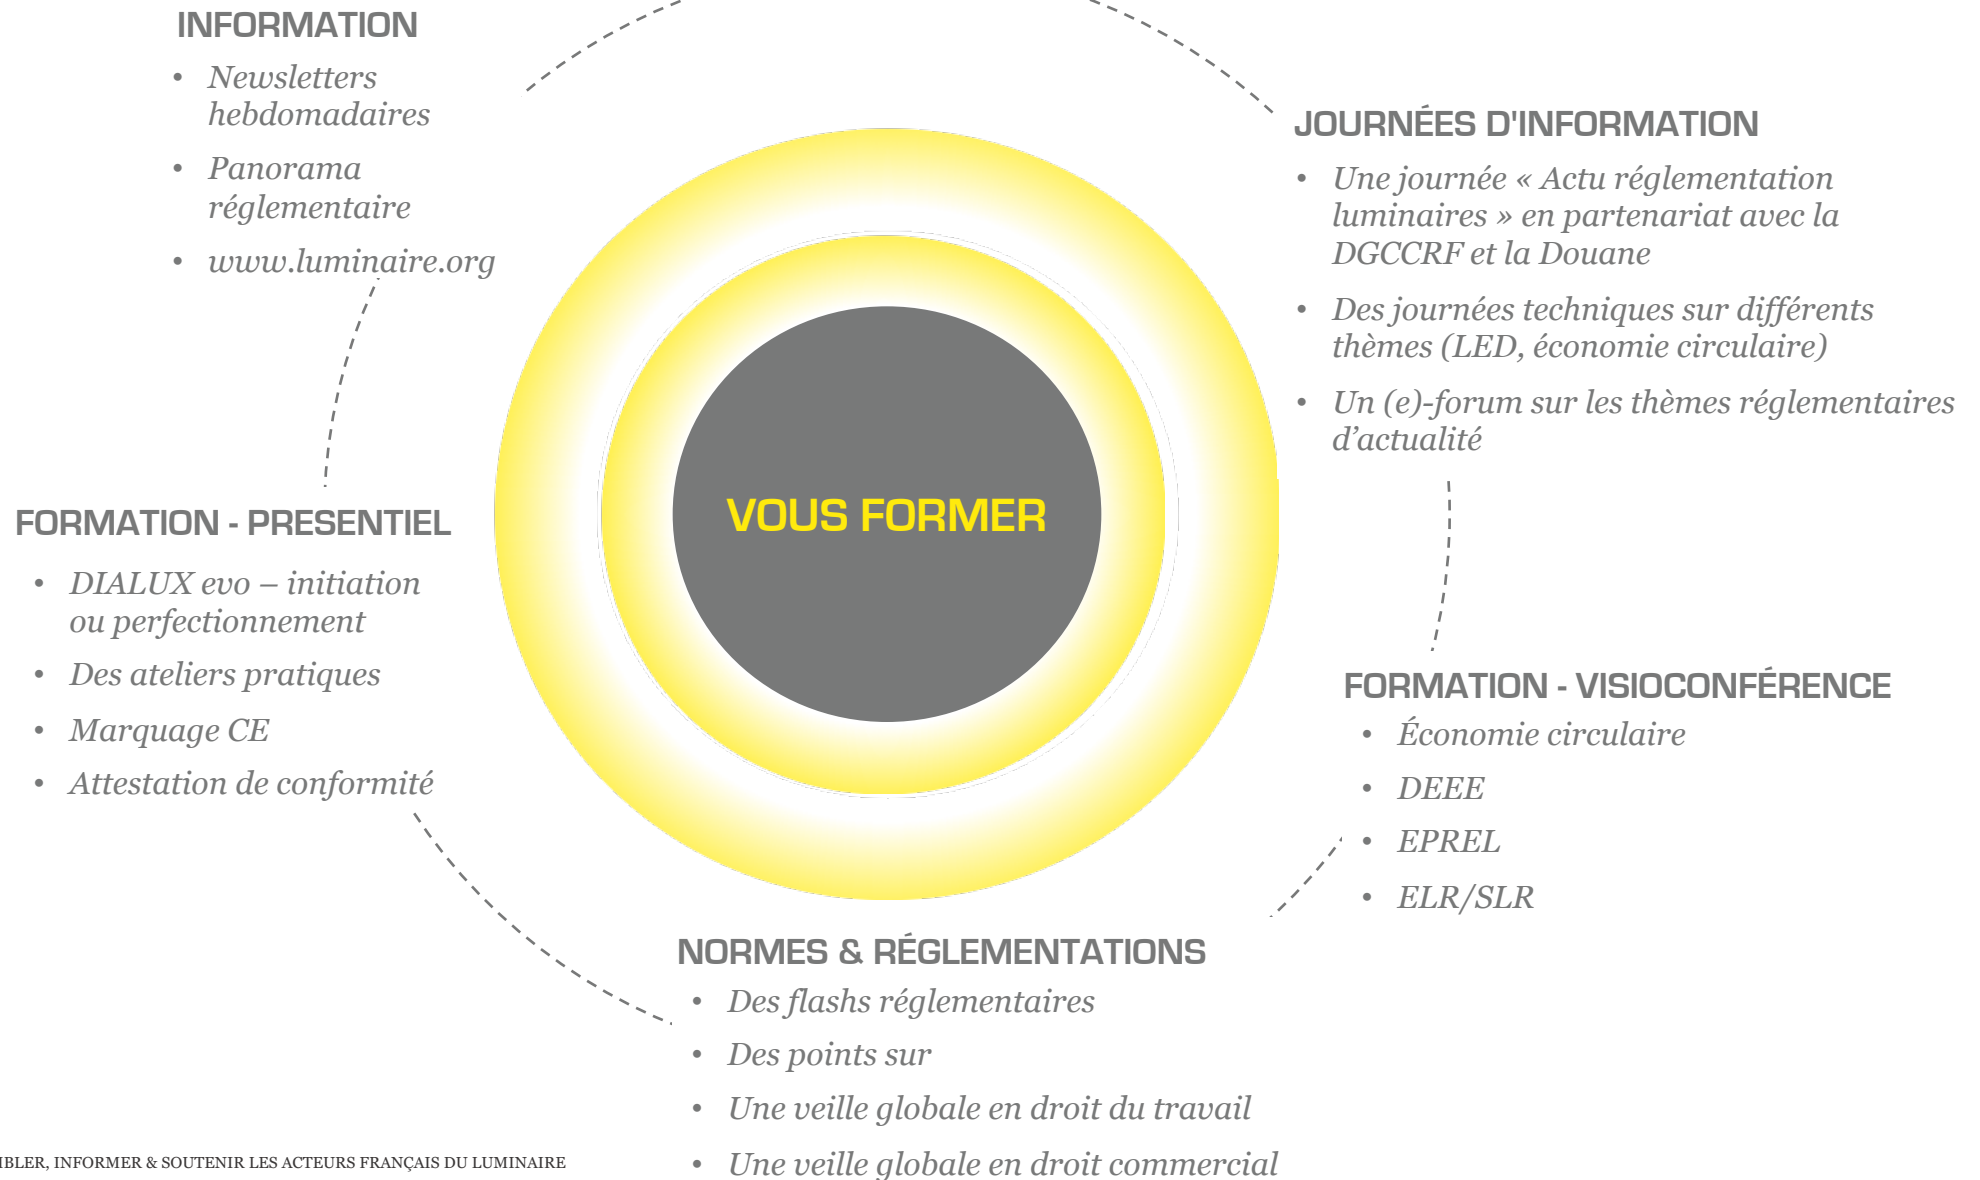 INFORMATION
• Newsletters
hebdomadaires
• Panorama
réglementaire
• www.luminaire.org
JOURNÉES D'INFORMATION
• Une journée « Actu réglementation
luminaires » en partenariat avec la
DGCCRF et la Douane
• Des journées techniques sur différents
thèmes (LED, économie circulaire)
• Un (e)-forum sur les thèmes réglementaires
d’actualité
VOUS FORMER
FORMATION - PRESENTIEL
• DIALUX evo – initiation
ou perfectionnement
• Des ateliers pratiques
• Marquage CE
• Attestation de conformité
FORMATION - VISIOCONFÉRENCE
• Économie circulaire
• DEEE
• EPREL
• ELR/SLR
NORMES & RÉGLEMENTATIONS
• Des flashs réglementaires
• Des points sur
• Une veille globale en droit du travail
• Une veille globale en droit commercial
INFORMER & SOUTENIR LES ACTEURS FRANÇAIS DU LUMINAIRE